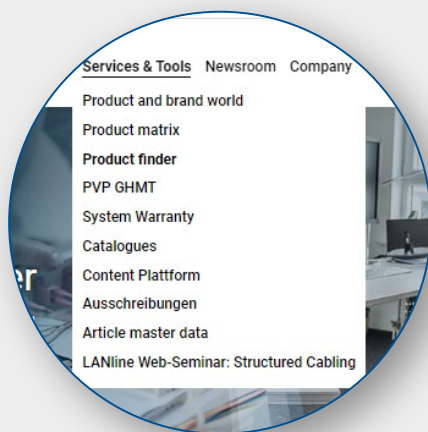 Services & Tools Newsroom Company
Product and brand world
Product matrix
Product finder
PVP GHMT
System Warranty
Catalogues
Content Plattform
Ausschreibungen
Article master data
LANline Web-Seminar: Structured Cabling